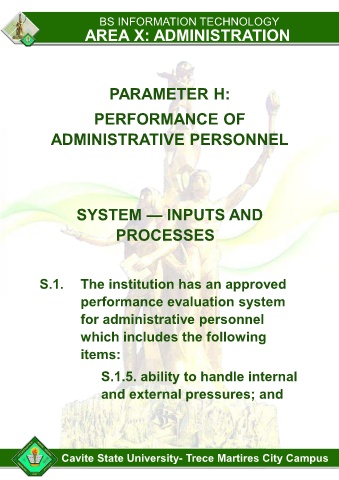 BS INFORMATION TECHNOLOGY
AREA X: ADMINISTRATION
PARAMETER H:
PERFORMANCE OF
ADMINISTRATIVE PERSONNEL
SYSTEM — INPUTS AND
PROCESSES
S.1. The institution has an approved
performance evaluation system
for administrative personnel
which includes the following
items:
S.1.5. ability to handle internal
and external pressures; and
Cavite State University- Trece Martires City Campus